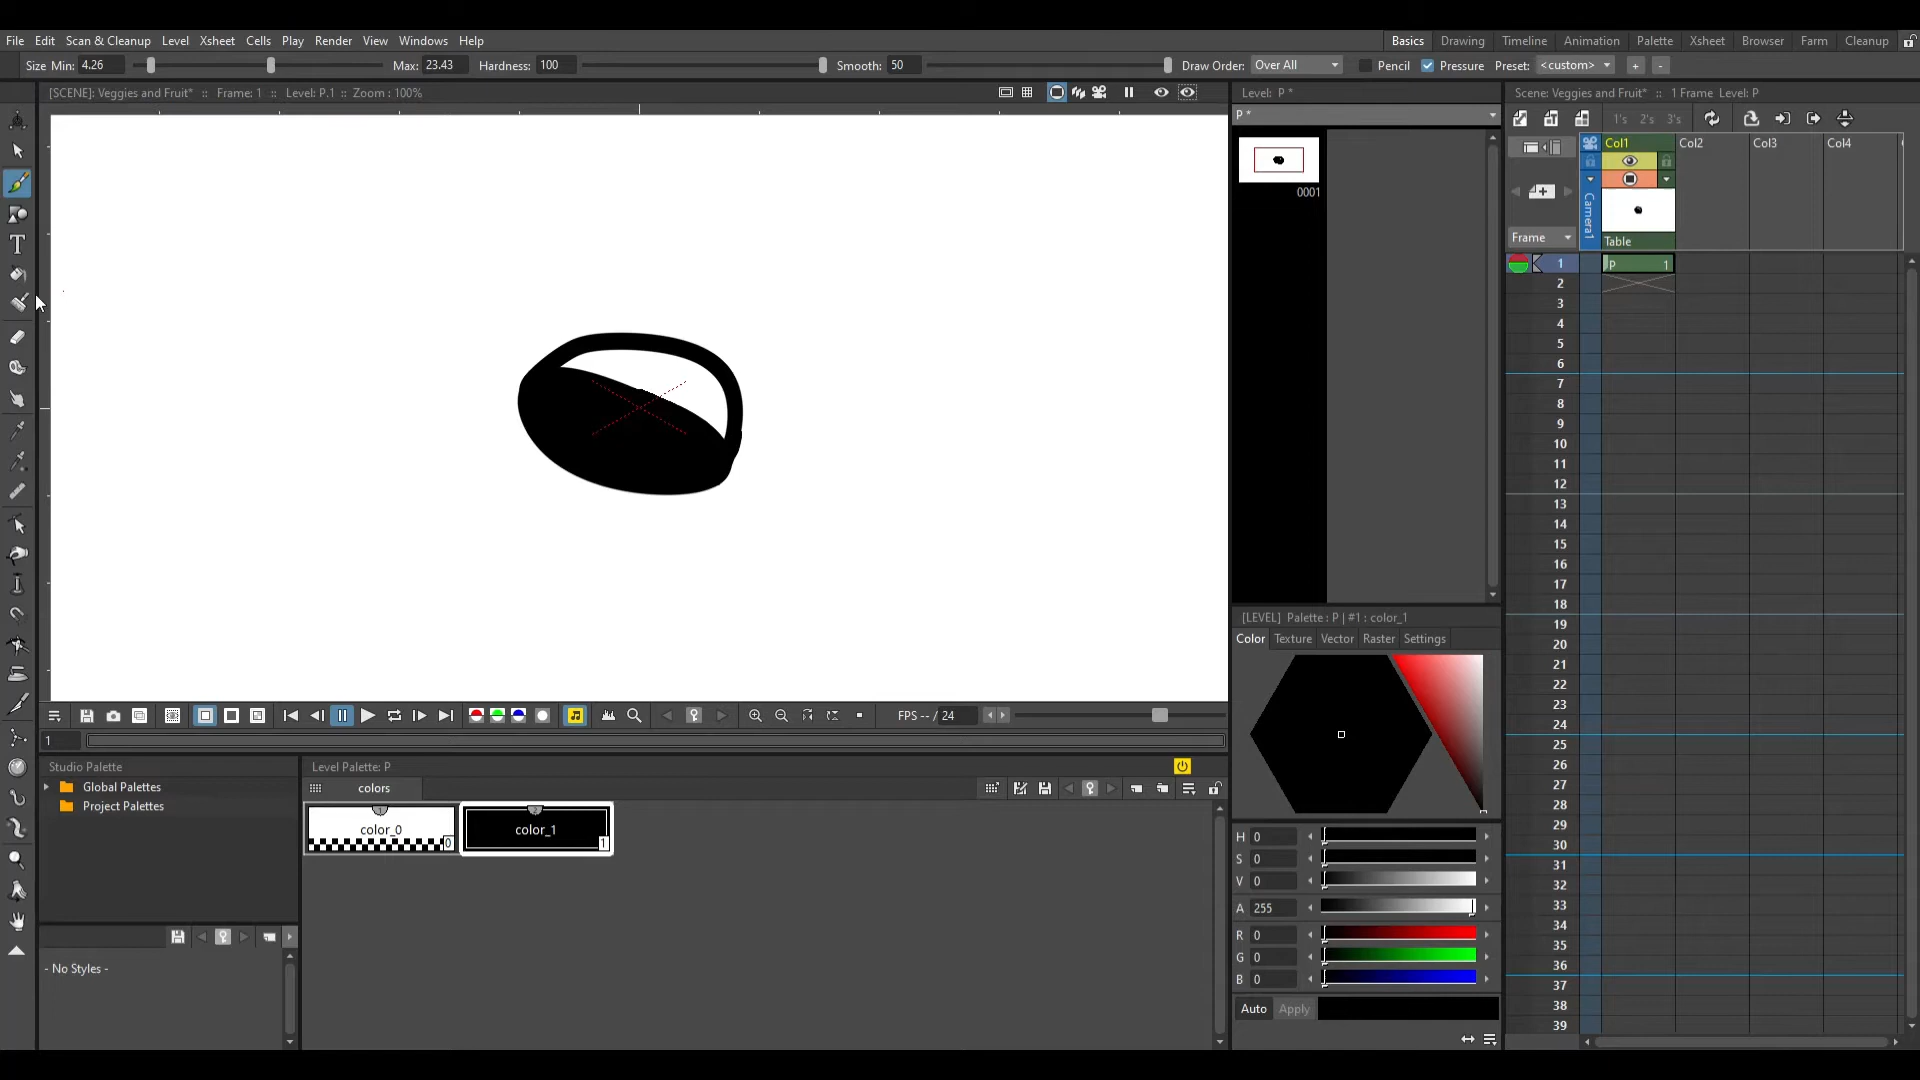 File Edit Scan & Cleanup Level Xsheet Cells Play Render View Windows Help
Basics Drawing Timeline Animation Palette Xsheet Browser Farm Cleanup
Size Min: 4.26 Max: 23.43 Hardness: 100 Smooth: 50 Draw Order: Over All Pencil Pressure Preset: <custom> + -
[SCENE]: Veggies and Fruit* :: Frame: 1 :: Level: P.1 :: Zoom : 100%
Level: P *
P *
0001
Scene: Veggies and Fruit* :: 1 Frame Level: P
1's 2's 3's
Col1 Col2 Col3 Col4
Camera1
Frame
Table
1 P 1
2
3
4
5
6
7
8
9
10
11
12
13
14
15
16
17
18
19
20
21
22
23
24
25
26
27
28
29
30
31
32
33
34
35
36
37
38
39
[LEVEL] Palette : P | #1 : color_1
Color Texture Vector Raster Settings
H 0
S 0
V 0
A 255
R 0
G 0
B 0
Auto Apply
FPS -- / 24
1
Studio Palette
Global Palettes
Project Palettes
- No Styles -
Level Palette: P
colors
1 color_0 0
2 color_1 1